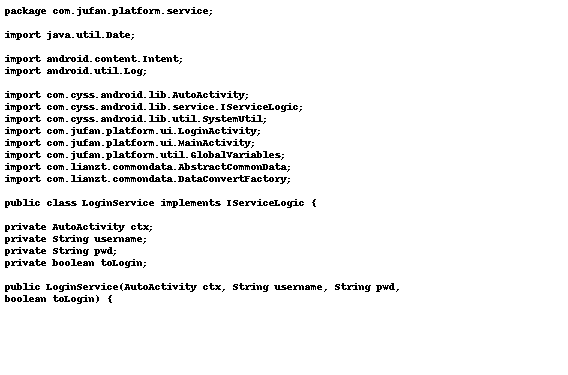 package com.jufan.platform.service;
import java.util.Date;
import android.content.Intent;
import android.util.Log;
import com.cyss.android.lib.AutoActivity;
import com.cyss.android.lib.service.IServiceLogic;
import com.cyss.android.lib.util.SystemUtil;
import com.jufan.platform.ui.LoginActivity;
import com.jufan.platform.ui.MainActivity;
import com.jufan.platform.util.GlobalVariables;
import com.lianzt.commondata.AbstractCommonData;
import com.lianzt.commondata.DataConvertFactory;
public class LoginService implements IServiceLogic {
private AutoActivity ctx;
private String username;
private String pwd;
private boolean toLogin;
public LoginService(AutoActivity ctx, String username, String pwd,
boolean toLogin) {